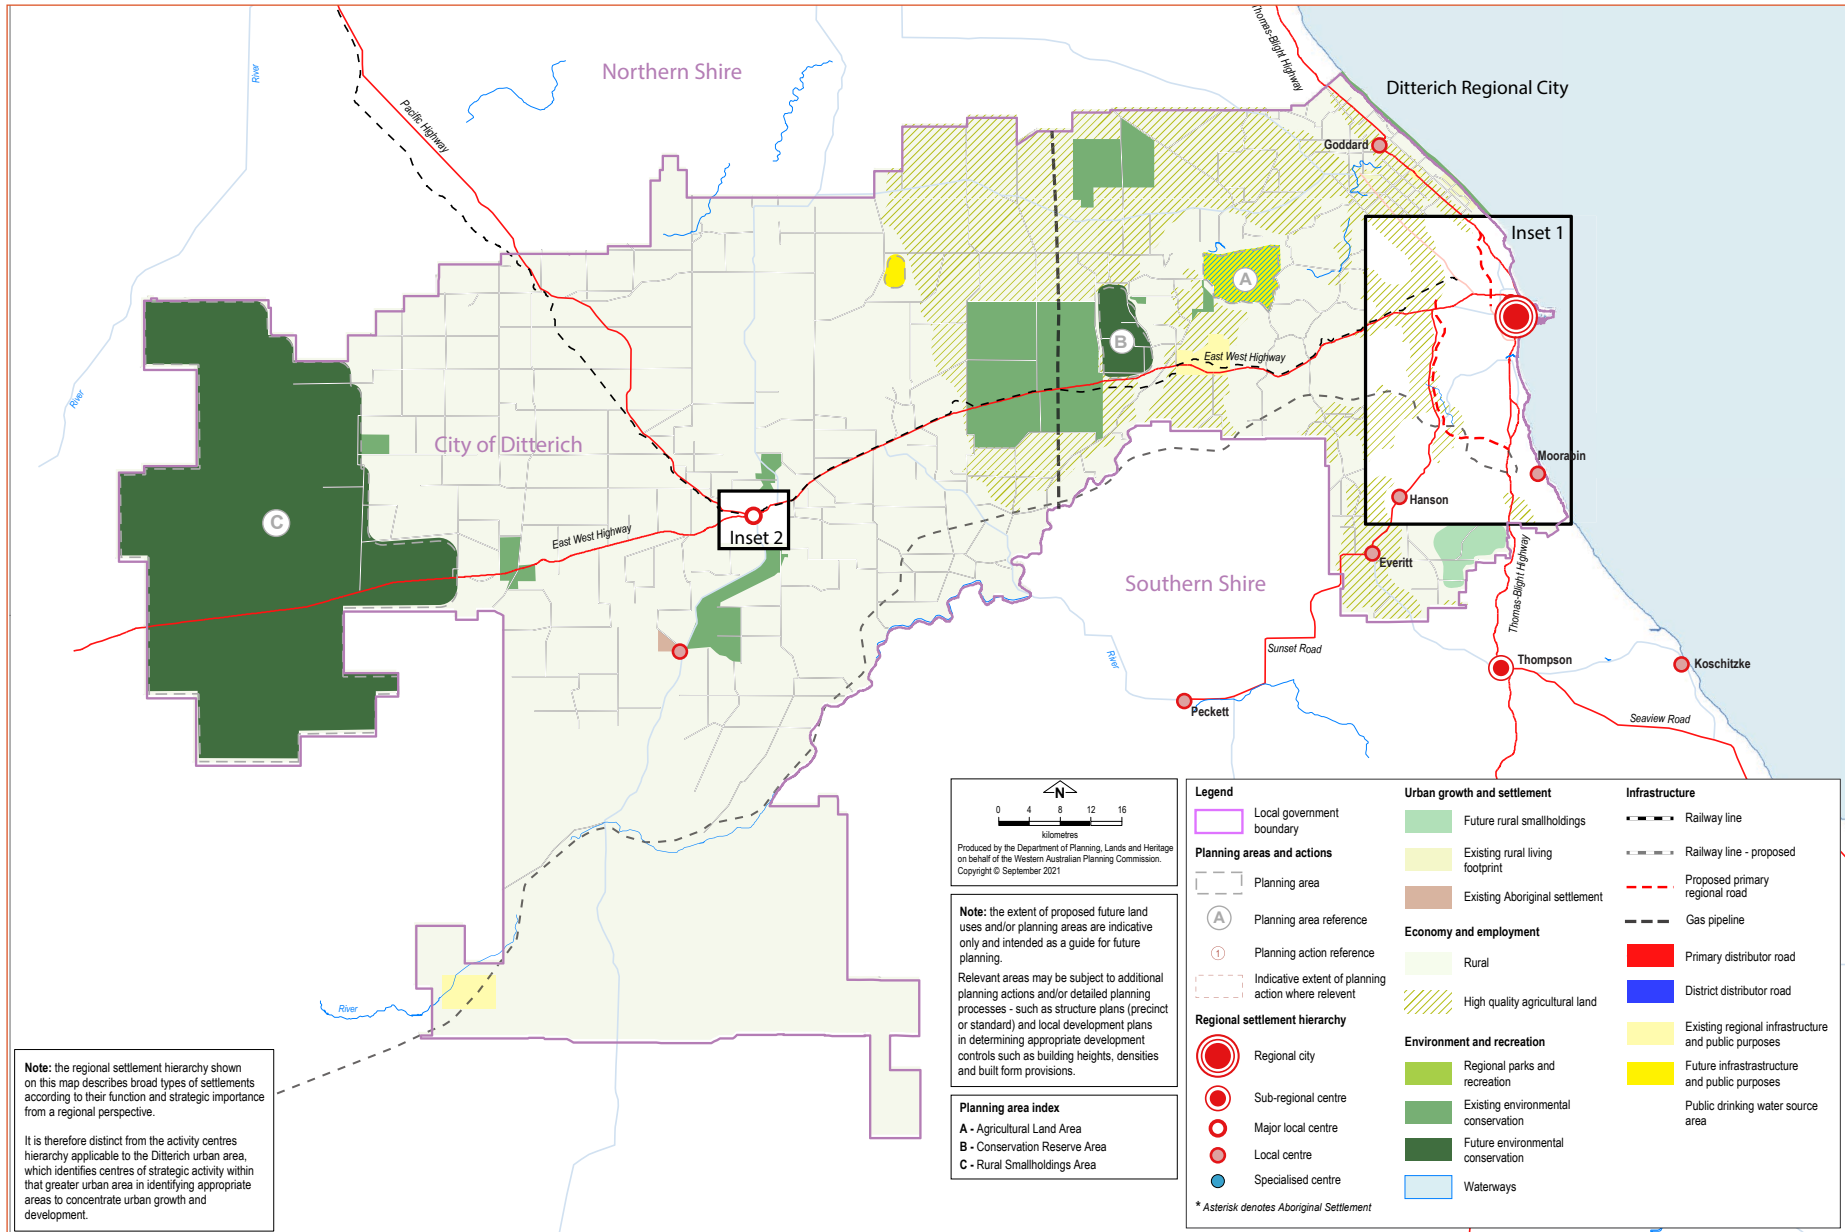 Northern Shire
Ditterich Regional City
City of Ditterich
Southern Shire
Inset 1
Inset 2
River
River
River
River
Pacific Highway
Thomas-Blight Highway
Thomas-Blight Highway
East West Highway
East West Highway
Sunset Road
Seaview Road
Goddard
Moorabin
Hanson
Everitt
Thompson
Koschitzke
Peckett
A
B
C
N
0 4 8 12 16
kilometres
Produced by the Department of Planning, Lands and Heritage
on behalf of the Western Australian Planning Commission.
Copyright © September 2021
Note: the extent of proposed future land
uses and/or planning areas are indicative
only and intended as a guide for future
planning.
Relevant areas may be subject to additional
planning actions and/or detailed planning
processes - such as structure plans (precinct
or standard) and local development plans
in determining appropriate development
controls such as building heights, densities
and built form provisions.
Planning area index
A - Agricultural Land Area
B - Conservation Reserve Area
C - Rural Smallholdings Area
Note: the regional settlement hierarchy shown
on this map describes broad types of settlements
according to their function and strategic importance
from a regional perspective.
It is therefore distinct from the activity centres
hierarchy applicable to the Ditterich urban area,
which identifies centres of strategic activity within
that greater urban area in identifying appropriate
areas to concentrate urban growth and
development.
Legend
Local government
boundary
Planning areas and actions
Planning area
A
Planning area reference
1
Planning action reference
Indicative extent of planning
action where relevent
Regional settlement hierarchy
Regional city
Sub-regional centre
Major local centre
Local centre
Specialised centre
* Asterisk denotes Aboriginal Settlement
Urban growth and settlement
Future rural smallholdings
Existing rural living
footprint
Existing Aboriginal settlement
Economy and employment
Rural
High quality agricultural land
Environment and recreation
Regional parks and
recreation
Existing environmental
conservation
Future environmental
conservation
Waterways
Infrastructure
Railway line
Railway line - proposed
Proposed primary
regional road
Gas pipeline
Primary distributor road
District distributor road
Existing regional infrastructure
and public purposes
Future infrastrastructure
and public purposes
Public drinking water source
area